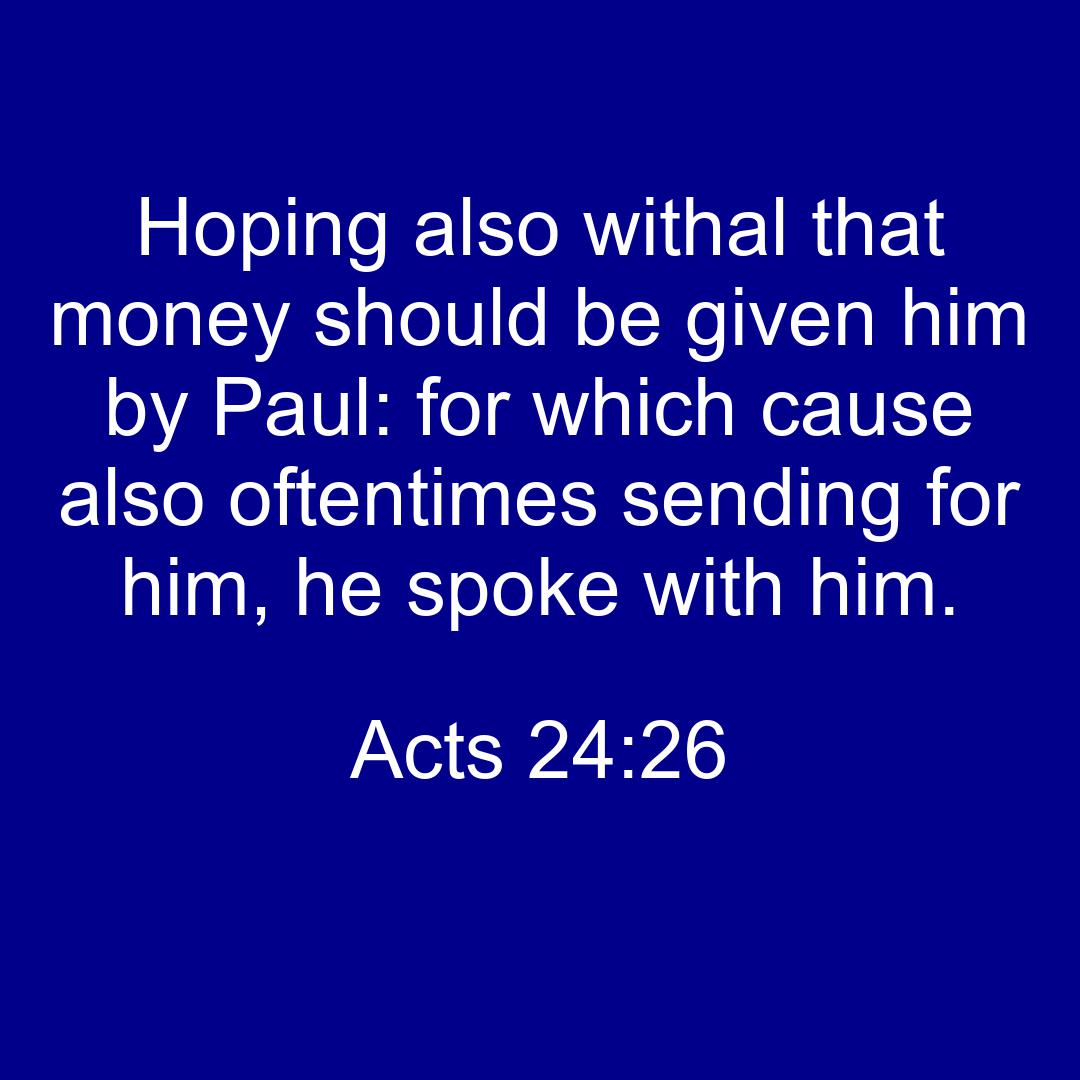 Hoping also withal that
money should be given him
by Paul: for which cause
also oftentimes sending for
him, he spoke with him.
Acts 24:26